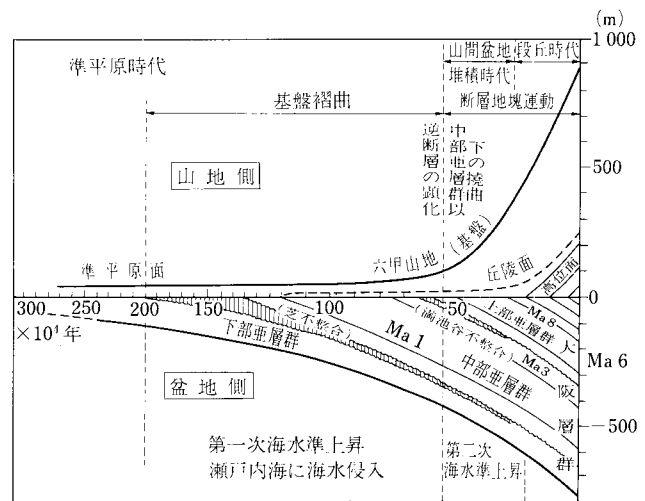 (m)
1 000
準平原時代
山間盆地
堆積時代
段丘時代
基盤褶曲
断層地塊運動
逆断層の顕化
中部亜層群以
下の撓曲
山地側
500
準平原面
六甲山地(基盤)
丘陵面
高位面
300
250
200
100
50
0
×10⁴年
下部亜層群
(芝不整合)
Ma 1
(満池谷不整合)
Ma3
中部亜層群
上部亜層群
Ma8
Ma 6
大阪層群
盆地側
-500
第一次海水準上昇
瀬戸内海に海水侵入
第二次
海水準上昇